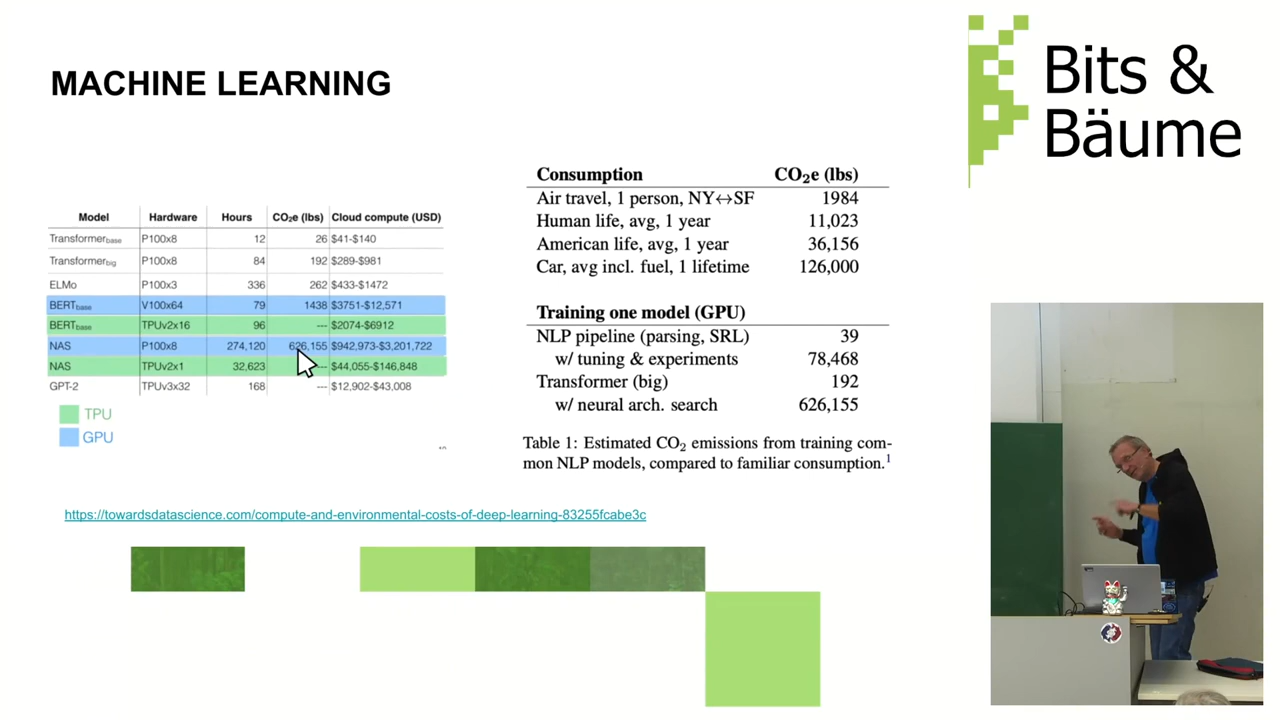 MACHINE LEARNING
Bits &
Bäume
Model Hardware Hours CO₂e (lbs) Cloud compute (USD)
Transformer_base P100x8 12 26 $41-$140
Transformer_big P100x8 84 192 $289-$981
ELMo P100x3 336 262 $433-$1472
BERT_base V100x64 79 1438 $3751-$12,571
BERT_base TPUv2x16 96 --- $2074-$6912
NAS P100x8 274,120 626,155 $942,973-$3,201,722
NAS TPUv2x1 32,623 --- $44,055-$146,848
GPT-2 TPUv3x32 168 --- $12,902-$43,008
TPU
GPU
Consumption CO₂e (lbs)
Air travel, 1 person, NY↔SF 1984
Human life, avg, 1 year 11,023
American life, avg, 1 year 36,156
Car, avg incl. fuel, 1 lifetime 126,000
Training one model (GPU)
NLP pipeline (parsing, SRL) 39
w/ tuning & experiments 78,468
Transformer (big) 192
w/ neural arch. search 626,155
Table 1: Estimated CO₂ emissions from training com-
mon NLP models, compared to familiar consumption.¹
https://towardsdatascience.com/compute-and-environmental-costs-of-deep-learning-83255fcabe3c